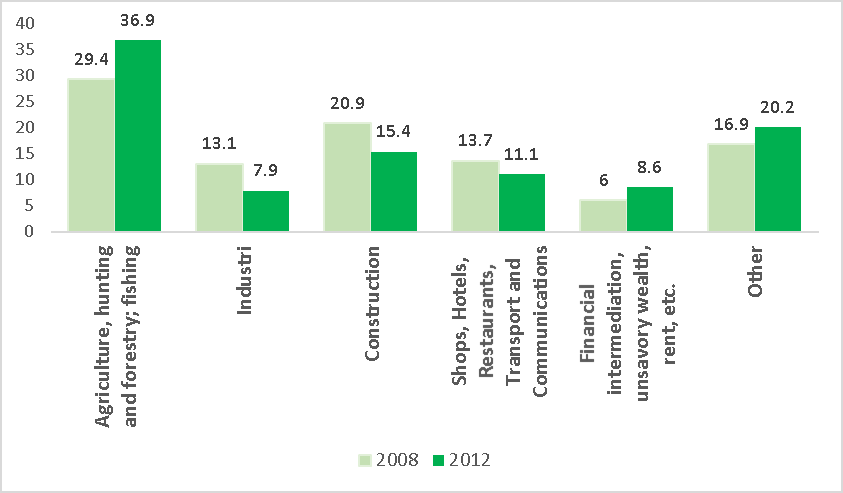 40
35
30
25
20
15
10
5
0
29.4
36.9
13.1
7.9
20.9
15.4
13.7
11.1
6
8.6
16.9
20.2
Agriculture, hunting
and forestry; fishing
Industri
Construction
Shops, Hotels,
Restaurants,
Transport and
Communications
Financial
intermediation,
unsavory wealth,
rent, etc.
Other
2008
2012